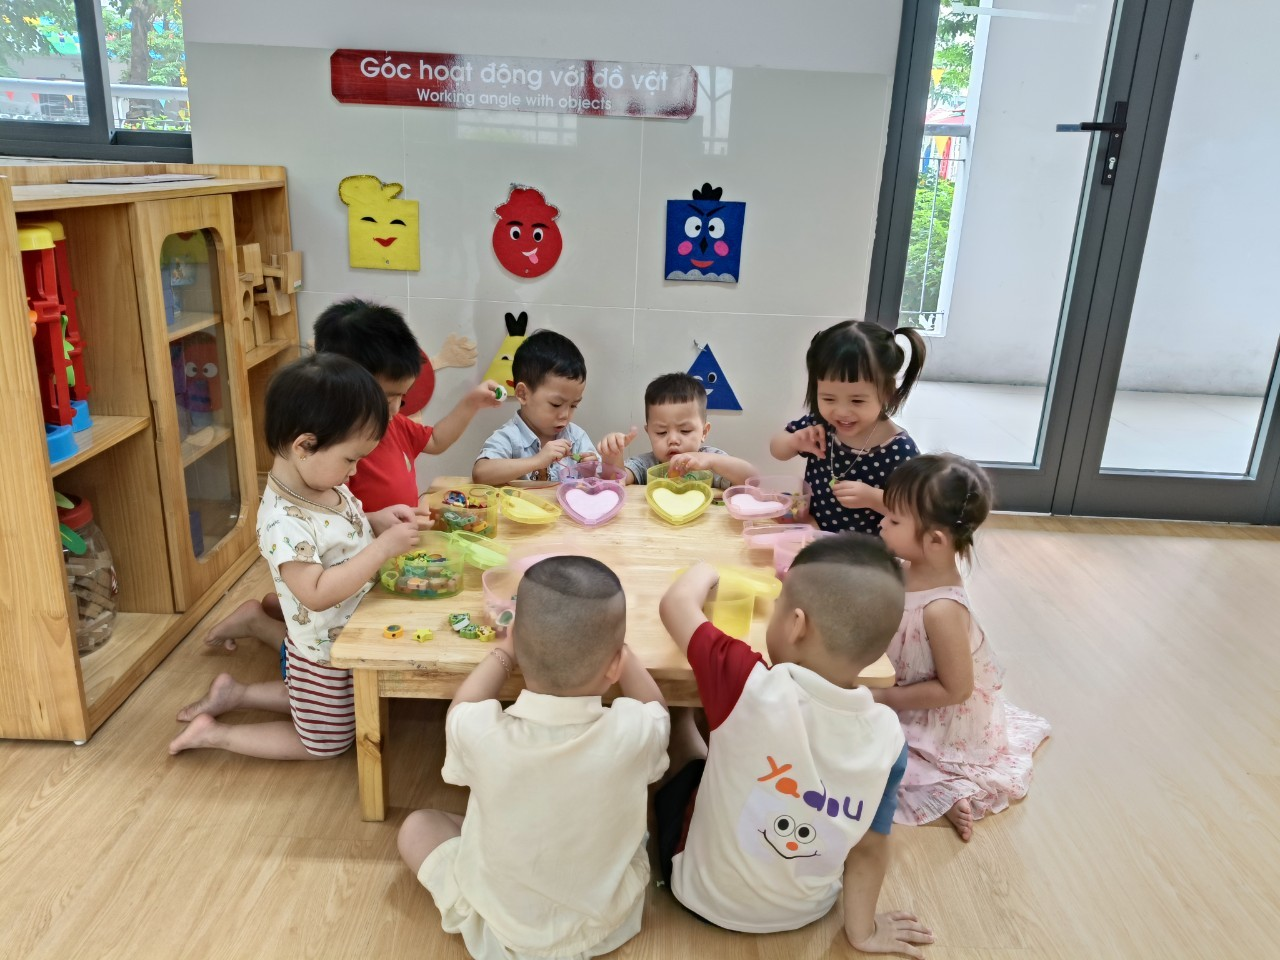 Góc hoạt động với đồ vật
Working angle with objects
Yadou